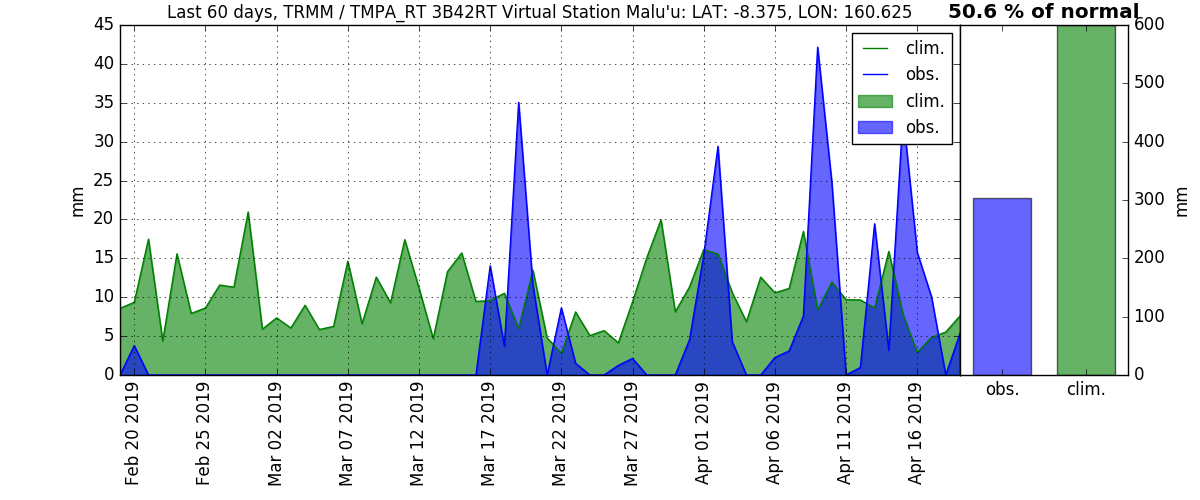 Last 60 days, TRMM / TMPA_RT 3B42RT Virtual Station Malu'u: LAT: -8.375, LON: 160.625
50.6 % of normal
45
40
35
30
25
20
15
10
5
0
mm
clim.
obs.
clim.
obs.
600
500
400
300
200
100
0
mm
Feb 20 2019
Feb 25 2019
Mar 02 2019
Mar 07 2019
Mar 12 2019
Mar 17 2019
Mar 22 2019
Mar 27 2019
Apr 01 2019
Apr 06 2019
Apr 11 2019
Apr 16 2019
obs.
clim.